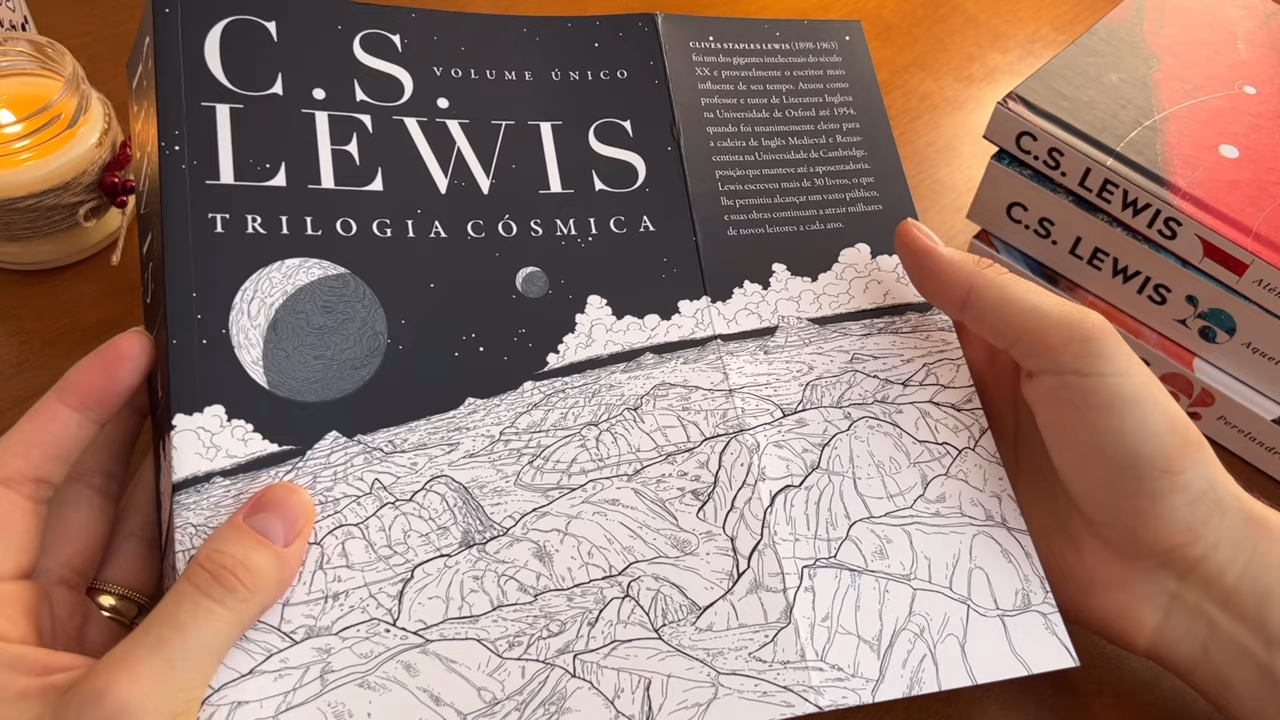 C.S.
VOLUME ÚNICO
LEWIS
TRILOGIA CÓSMICA
CLIVES STAPLES LEWIS (1898-1963)
foi um dos gigantes intelectuais do século
XX e provavelmente o escritor mais
influente de seu tempo. Atuou como
professor e tutor de Literatura Inglesa
na Universidade de Oxford até 1954,
quando foi unanimemente eleito para
a cadeira de Inglês Medieval e Renas-
centista na Universidade de Cambridge,
posição que manteve até a aposentadoria.
Lewis escreveu mais de 30 livros, o que
lhe permitiu alcançar um vasto público,
e suas obras continuam a atrair milhares
de novos leitores a cada ano.
C.S. LEWIS
Alé
C.S. LEWIS
Aque
Perelandr